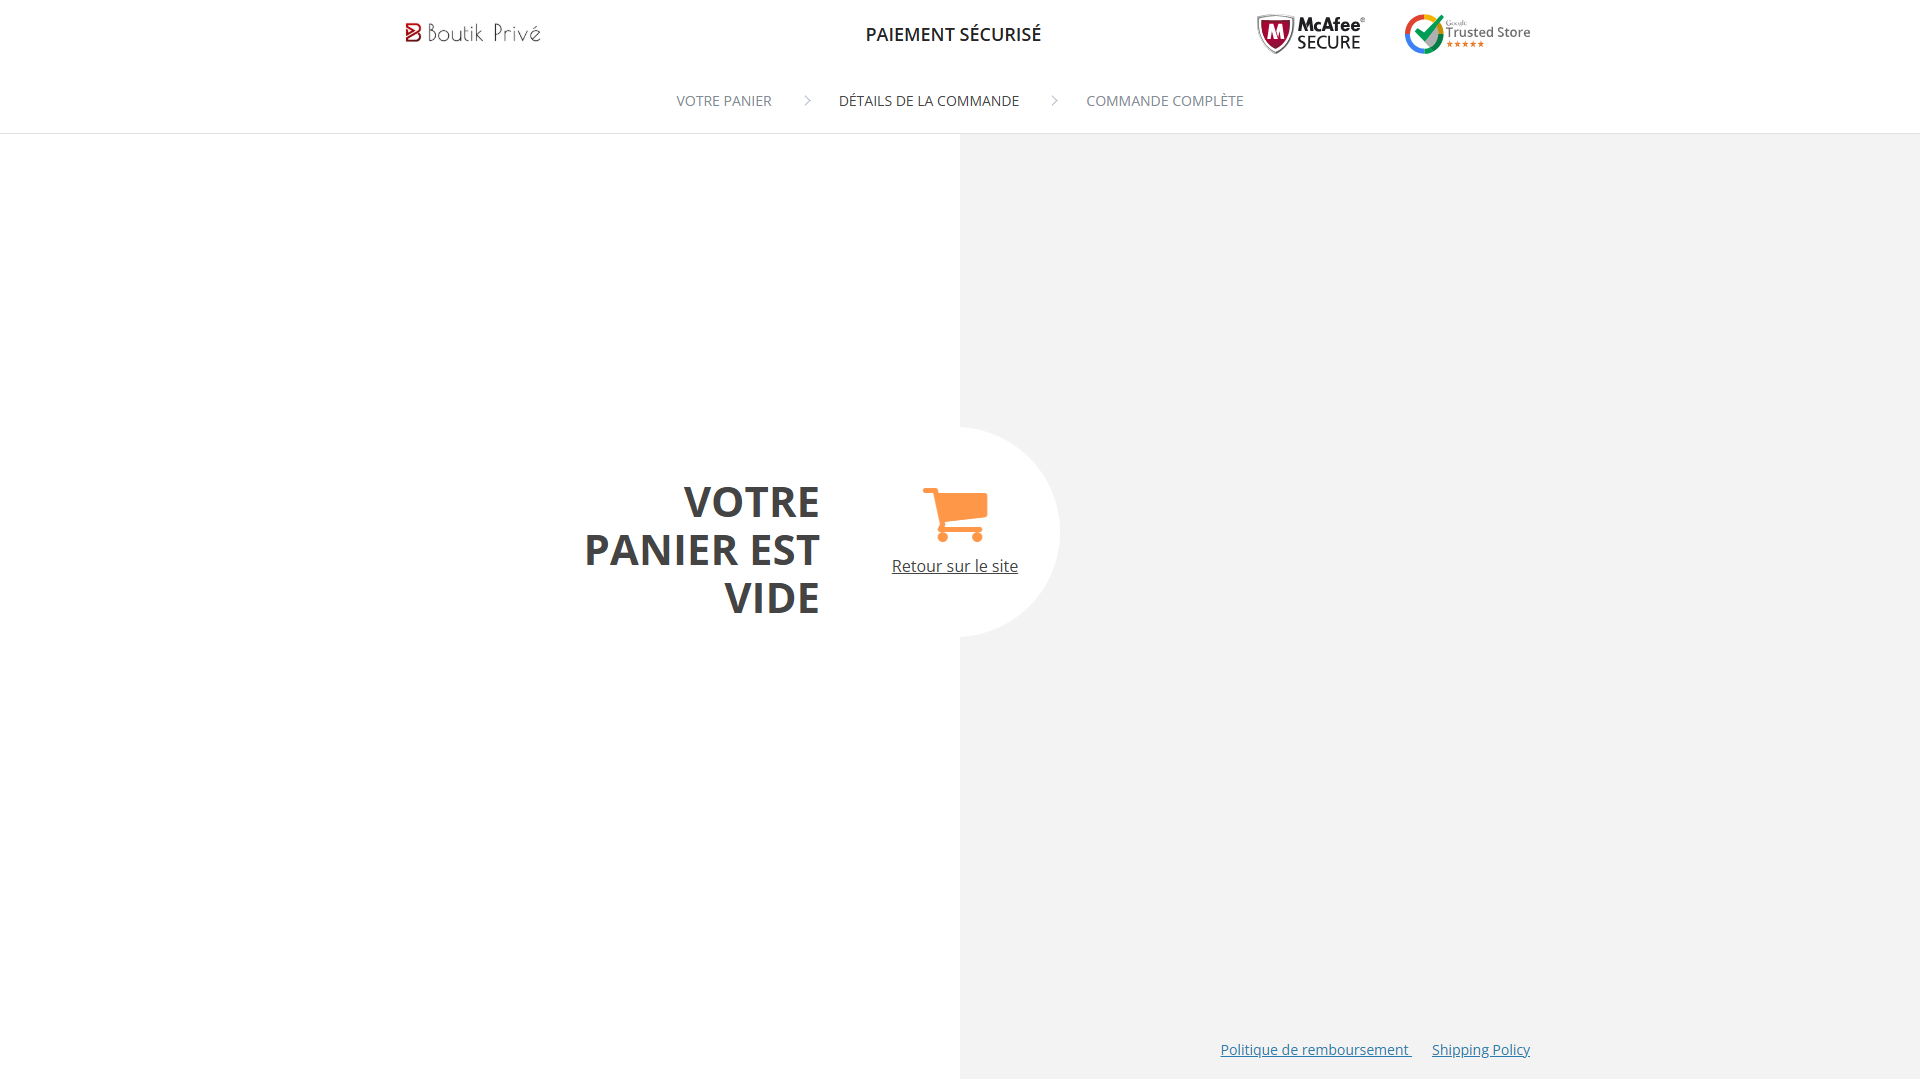 Boutik Privé
PAIEMENT SÉCURISÉ
McAfee®
SECURE
Google
Trusted Store
VOTRE PANIER
DÉTAILS DE LA COMMANDE
COMMANDE COMPLÈTE
VOTRE
PANIER EST
VIDE
Retour sur le site
Politique de remboursement
Shipping Policy